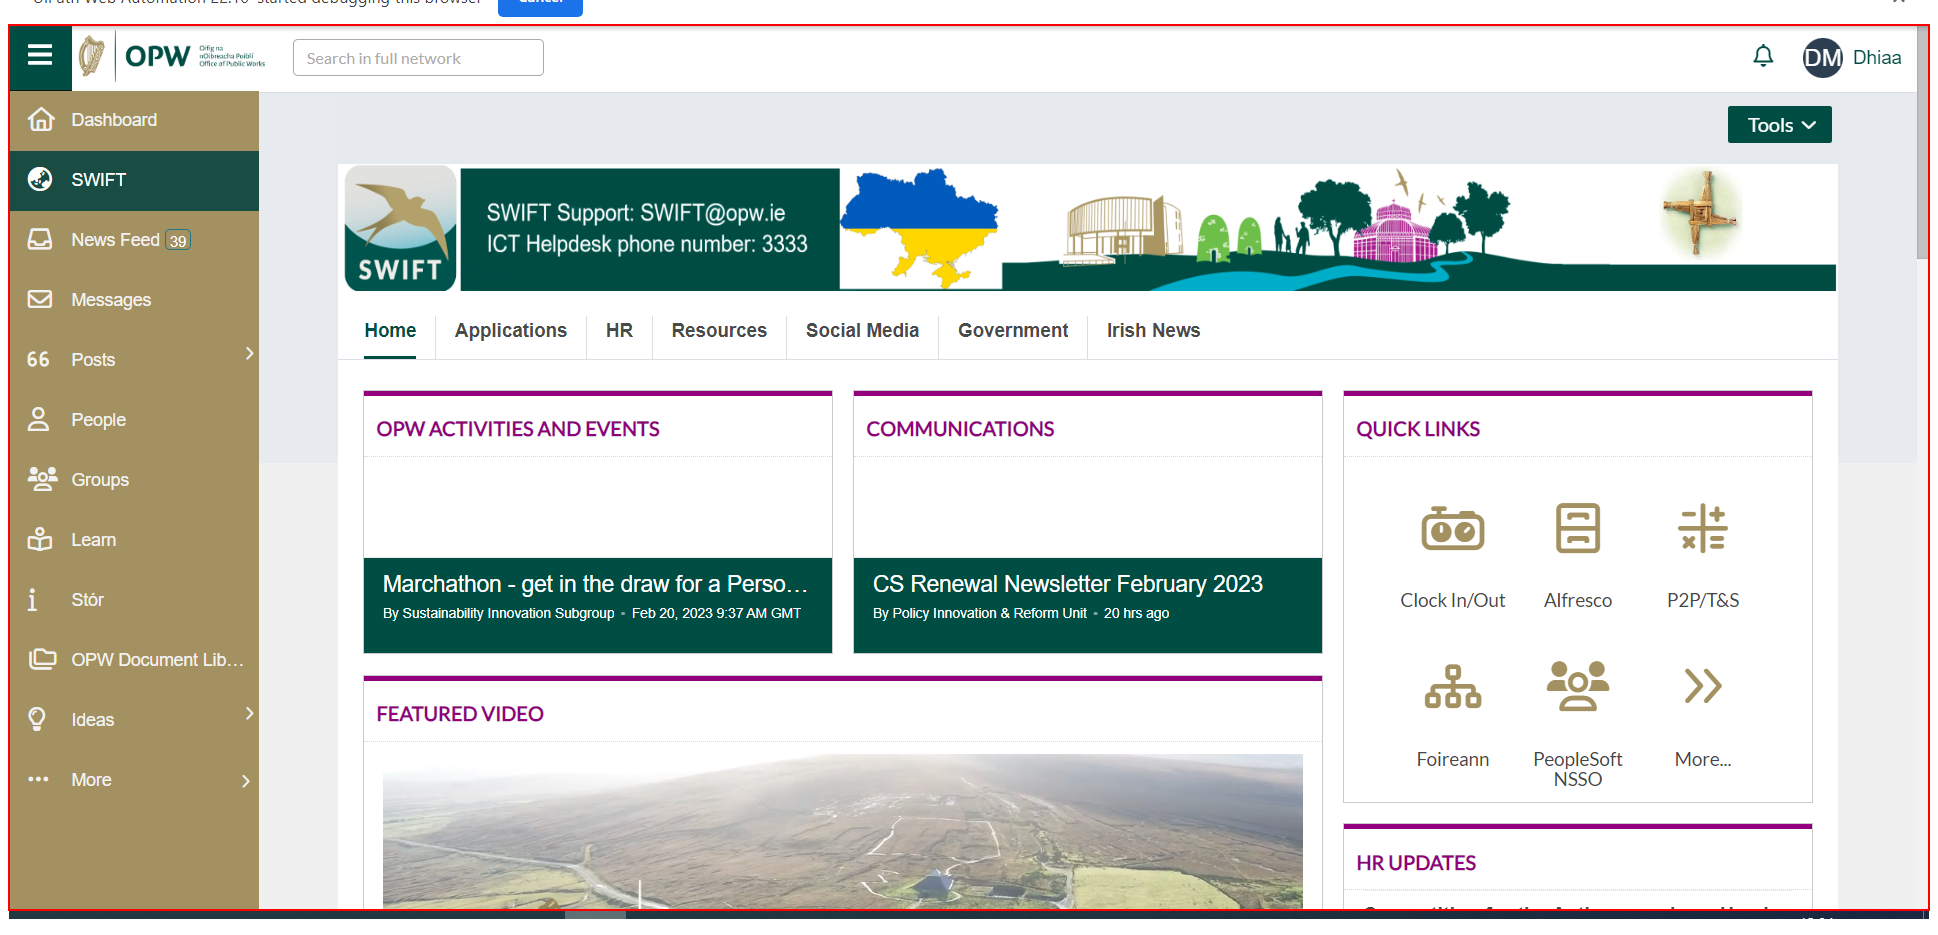 started debugging this browser
Cancel
OPW
Oifig na
nOibreacha Poiblí
Office of Public Works
Search in full network
DM Dhiaa
Dashboard
SWIFT
News Feed 39
Messages
Posts
People
Groups
Learn
Stór
OPW Document Lib...
Ideas
More
Tools
SWIFT
SWIFT Support: SWIFT@opw.ie
ICT Helpdesk phone number: 3333
Home Applications HR Resources Social Media Government Irish News
OPW ACTIVITIES AND EVENTS
Marchathon - get in the draw for a Perso...
By Sustainability Innovation Subgroup • Feb 20, 2023 9:37 AM GMT
COMMUNICATIONS
CS Renewal Newsletter February 2023
By Policy Innovation & Reform Unit • 20 hrs ago
FEATURED VIDEO
QUICK LINKS
Clock In/Out
Alfresco
P2P/T&S
Foireann
PeopleSoft
NSSO
More...
HR UPDATES